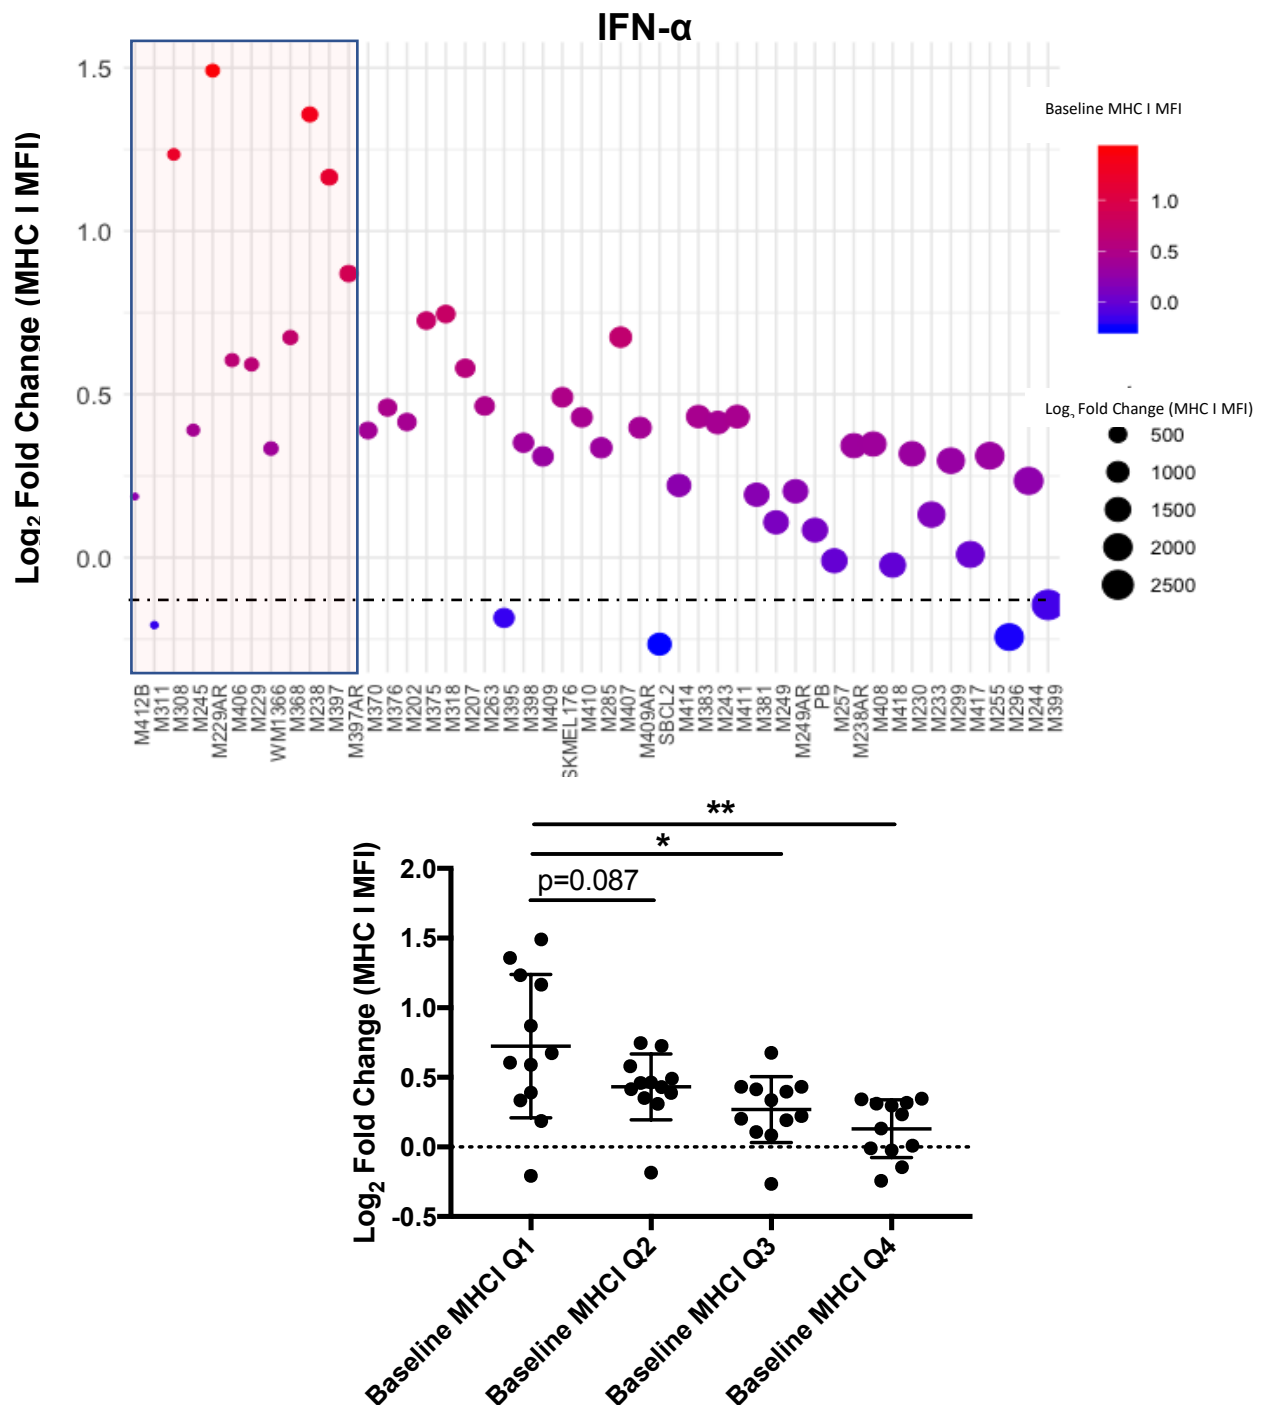 IFN-α
Log2 Fold Change (MHC I MFI)
1.5
1.0
0.5
0.0
M412B
M311
M308
M245
M229AR
M406
M229
WM1366
M368
M238
M397
M397AR
M370
M376
M202
M375
M318
M207
M263
M395
M398
M409
SKMEL176
M410
M285
M407
M409AR
SBCL2
M414
M383
M243
M411
M381
M249
M249AR
PB
M257
M238AR
M408
M418
M230
M233
M299
M417
M255
M296
M244
M399
Baseline MHC I MFI
1.0
0.5
0.0
Log2 Fold Change (MHC I MFI)
500
1000
1500
2000
2500
**
*
p=0.087
Log2 Fold Change (MHC I MFI)
2.0
1.5
1.0
0.5
0.0
-0.5
Baseline MHCI Q1
Baseline MHCI Q2
Baseline MHCI Q3
Baseline MHCI Q4